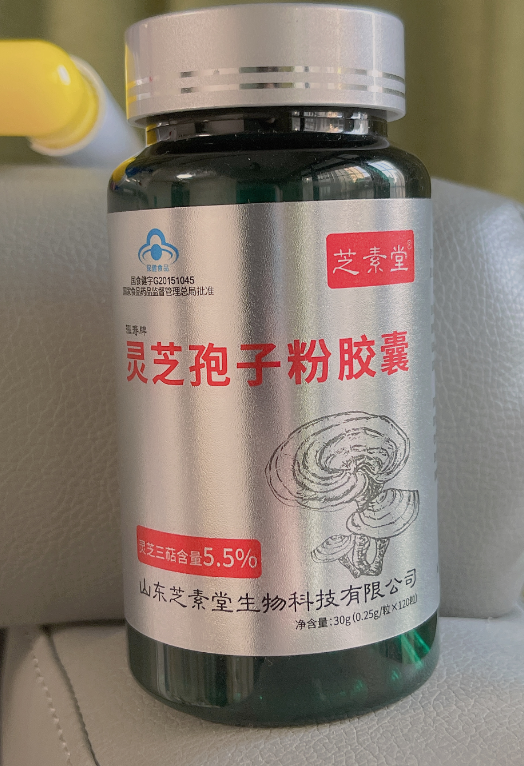 芝素堂®
保健食品
国食健字G20151045
国家食品药品监督管理总局批准
灵芝孢子粉胶囊
灵芝三萜含量5.5%
山东芝素堂生物科技有限公司
净含量:30g(0.25g/粒×120粒)